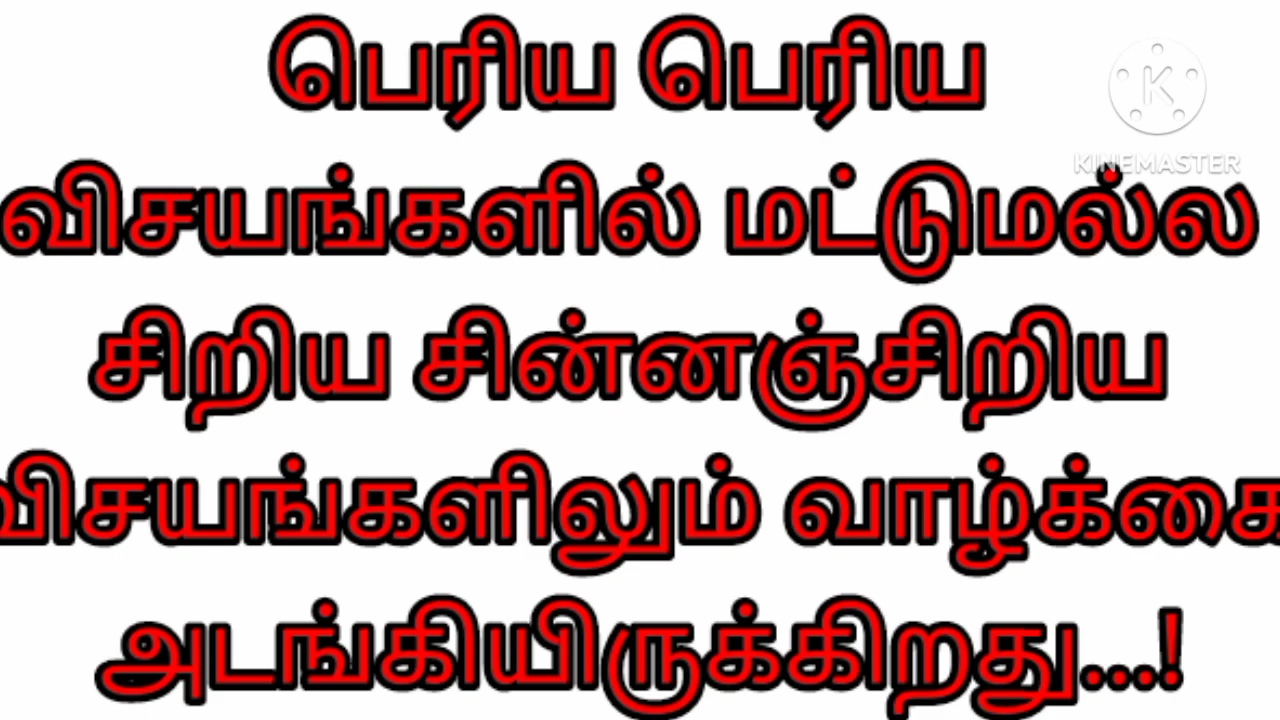 பெரிய பெரிய
விசயங்களில் மட்டுமல்ல
சிறிய சின்னஞ்சிறிய
விசயங்களிலும் வாழ்க்கை
அடங்கியிருக்கிறது...!
K
KINEMASTER